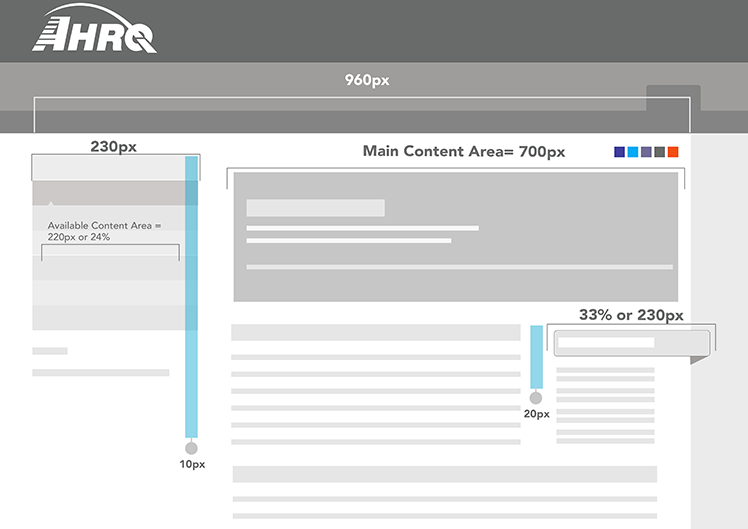 AHRQ
960px
230px
Main Content Area= 700px
Available Content Area =
220px or 24%
33% or 230px
20px
10px